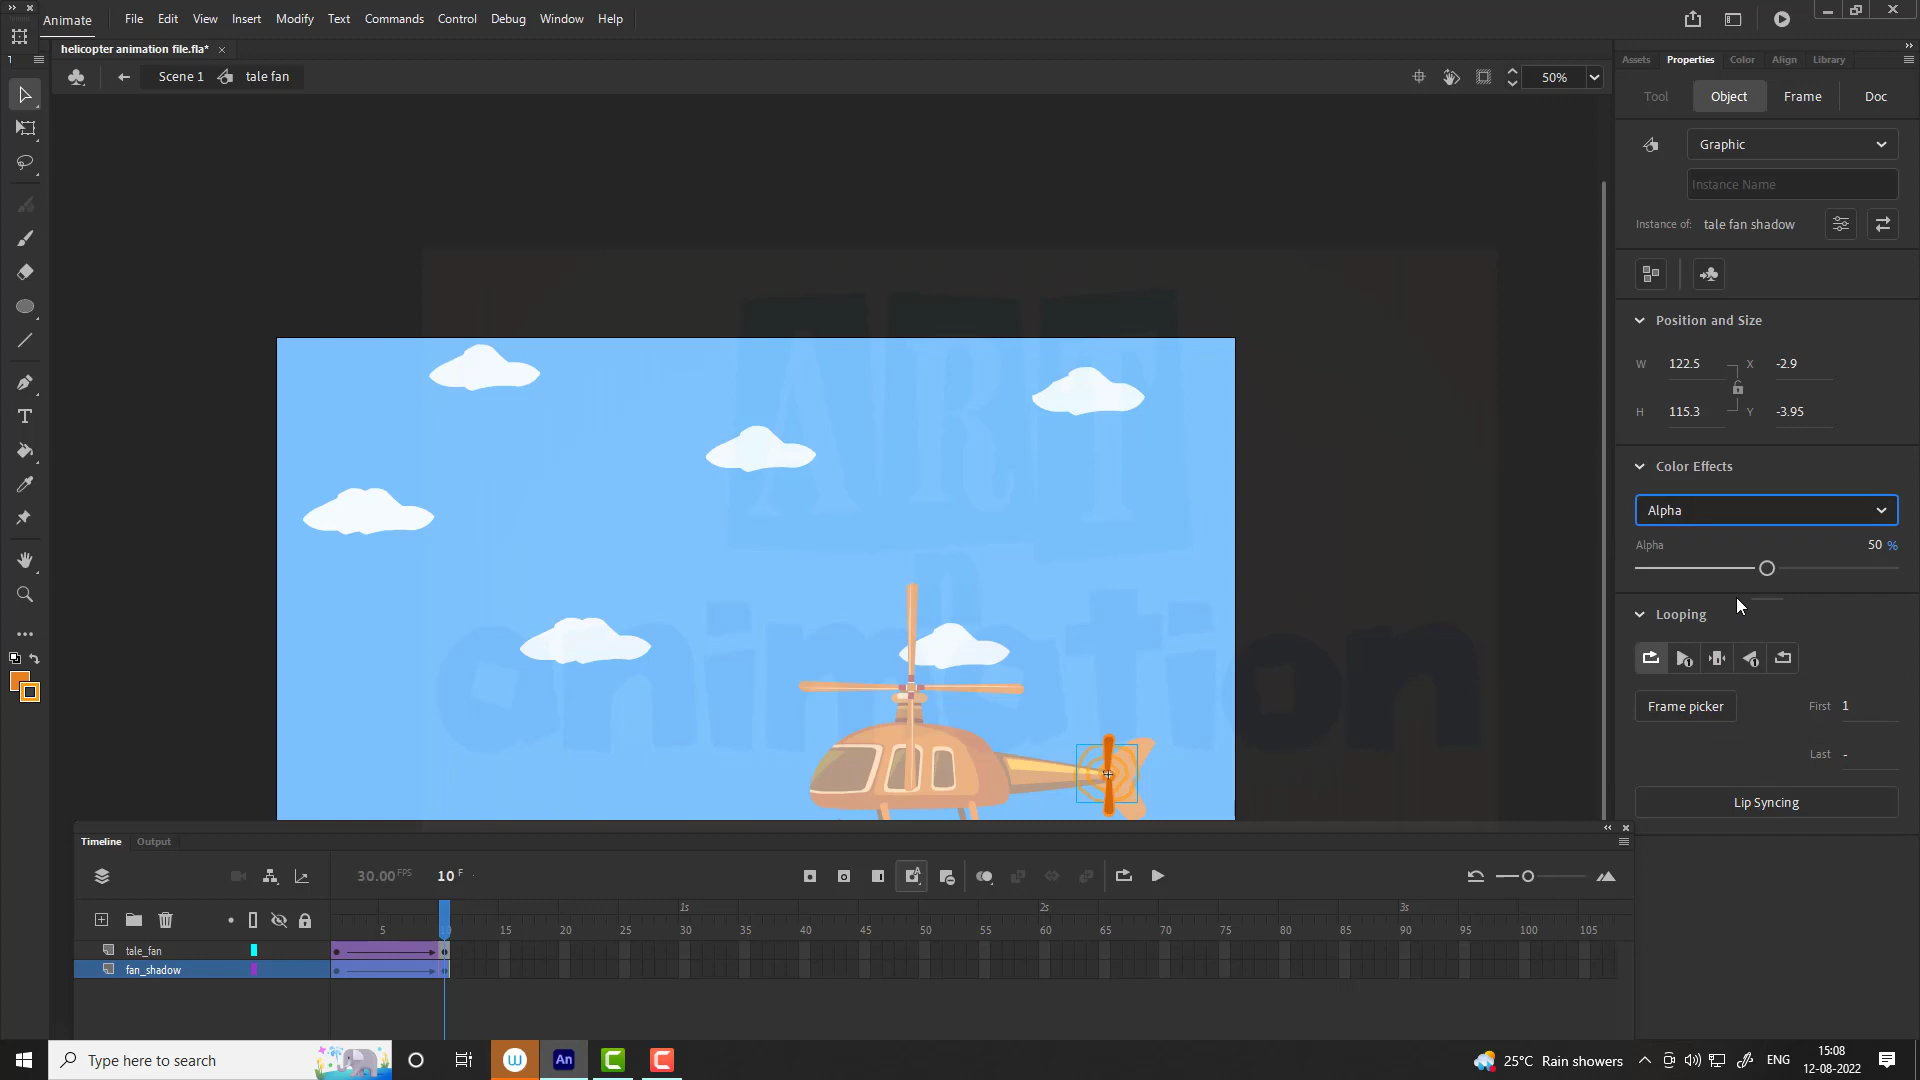 Animate File Edit View Insert Modify Text Commands Control Debug Window Help
helicopter animation file.fla*
Scene 1 tale fan 50%
Assets Properties Color Align Library
Tool Object Frame Doc
Graphic
Instance Name
Instance of: tale fan shadow
Position and Size
W 122.5 X -2.9
H 115.3 Y -3.95
Color Effects
Alpha
Alpha 50 %
Looping
Frame picker First 1
Last -
Lip Syncing
ART
animation
Timeline Output
30.00 FPS 10 F
1s 2s 3s
5 10 15 20 25 30 35 40 45 50 55 60 65 70 75 80 85 90 95 100 105
tale_fan
fan_shadow
Type here to search
An
25°C Rain showers
ENG
15:08
12-08-2022